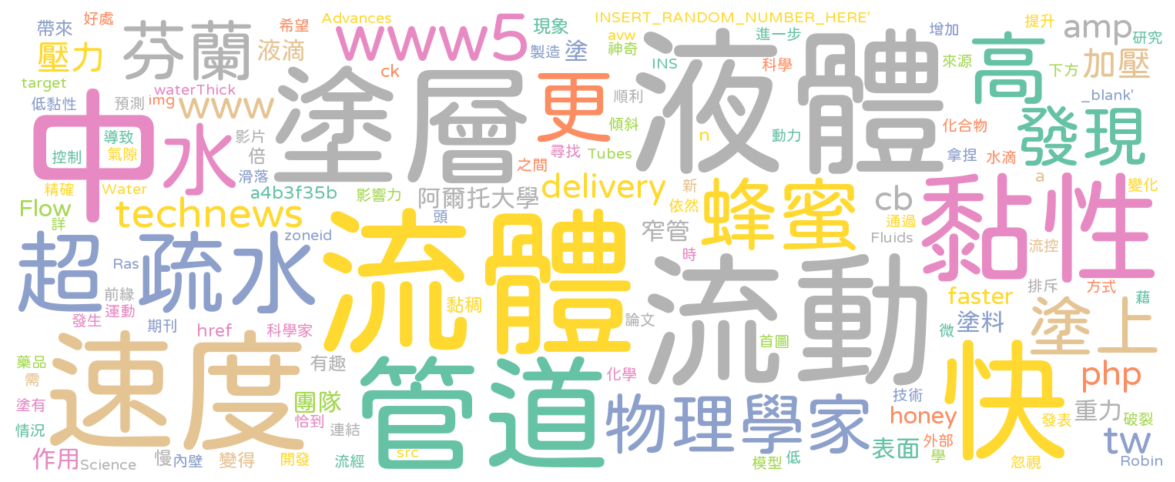 好處
帶來
壓力
芬蘭
液滴
希望
Advances
www5
現象
製造
塗
INSERT_RANDOM_NUMBER_HERE'
avw
神奇
INS
進一步
科學
增加
提升
amp
研究
來源
下方
加壓
高
target
低黏性
waterThick
預測
img
www
ck
塗層
更
順利
傾斜
液體
n
動力
化合物
_blank'
發現
中
水
導致
控制
氣隙
影片
倍
滑落
精確
Water
a4b3f35b
影響力
阿爾托大學
之間
尋找
Tubes
delivery
新
依然
蜂蜜
拿捏
水滴
a
cb
通過
Fluids
變化
黏性
Flow
詳
technews
頭
窄管
時
流控
超
疏水
zoneid
Ras
前緣
運動
發生
期刊
href
科學家
流體
黏稠
論文
流動
首圖
排斥
方式
藉
faster
微
塗料
塗上
速度
有趣
藥品
需
塗有
情況
團隊
恰到
連結
管道
化學
物理學家
技術
honey
快
php
重力
發表
破裂
tw
Robin
作用
Science
慢
內壁
變得
開發
流經
src
模型
低
表面
外部
學
忽視